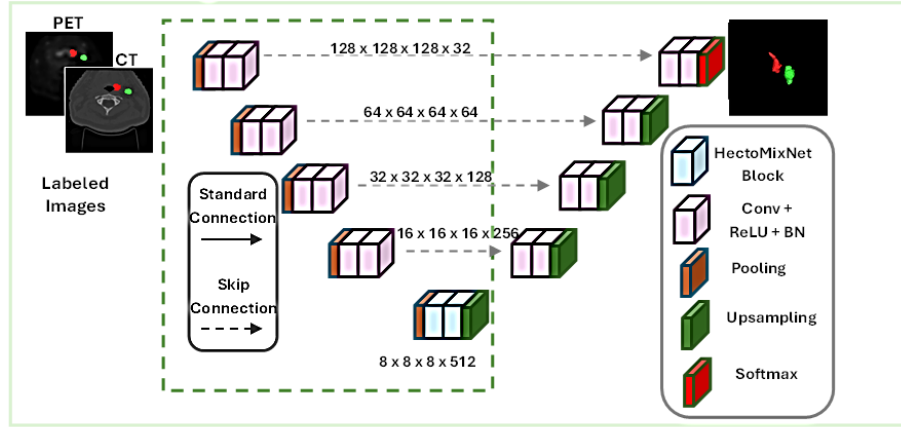 PET
CT
Labeled
Images
Standard
Connection
Skip
Connection
128 x 128 x 128 x 32
64 x 64 x 64 x 64
32 x 32 x 32 x 128
16 x 16 x 16 x 256
8 x 8 x 8 x 512
HectoMixNet
Block
Conv +
ReLU + BN
Pooling
Upsampling
Softmax